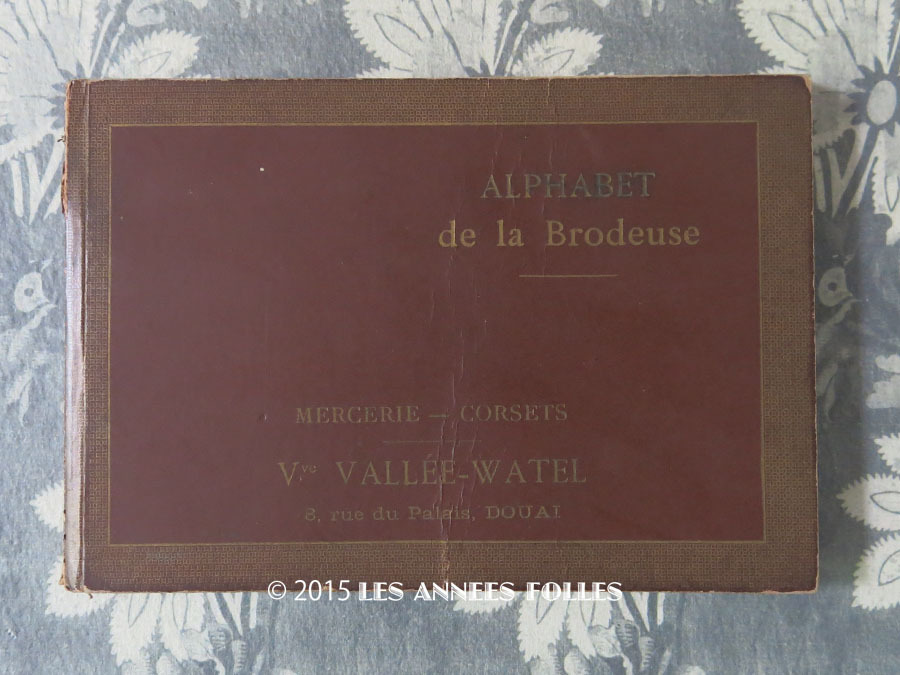 ALPHABET
de la Brodeuse
MERCERIE — CORSETS
Vve VALLÉE-WATEL
8, rue du Palais, DOUAI
© 2015 LES ANNEES FOLLES